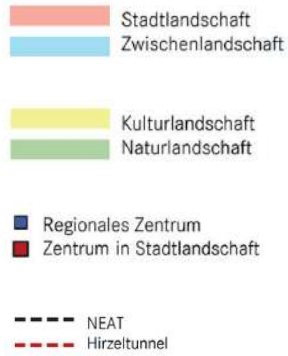 Stadtlandschaft
Zwischenlandschaft
Kulturlandschaft
Naturlandschaft
Regionales Zentrum
Zentrum in Stadtlandschaft
NEAT
Hirzeltunnel